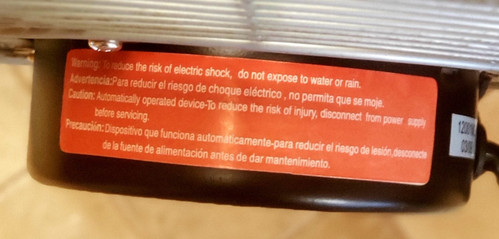 Warning: To reduce the risk of electric shock, do not expose to water or rain.
Advertencia:Para reducir el riesgo de choque eléctrico , no permita que se moje.
Caution: Automatically operated device-To reduce the risk of injury, disconnect from power supply
before servicing.
Precaución: Dispositivo que funciona automáticamente-para reducir el riesgo de lesión,desconecte
de la fuente de alimentación antes de dar mantenimiento.